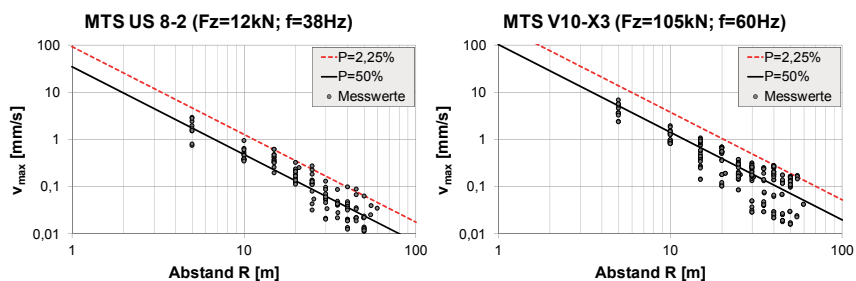 MTS US 8-2 (Fz=12kN; f=38Hz)
100
10
1
0,1
0,01
v_max [mm/s]
P=2,25%
P=50%
Messwerte
1
10
100
Abstand R [m]
MTS V10-X3 (Fz=105kN; f=60Hz)
100
10
1
0,1
0,01
v_max [mm/s]
P=2,25%
P=50%
Messwerte
1
10
100
Abstand R [m]